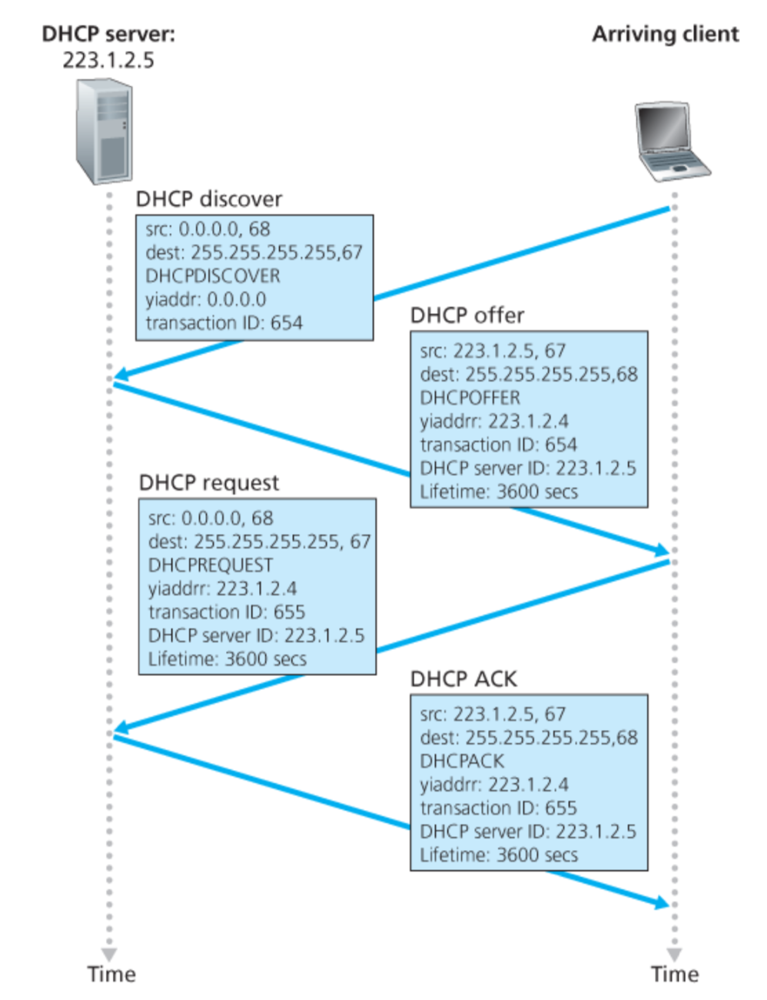 DHCP server:
223.1.2.5
Arriving client
DHCP discover
src: 0.0.0.0, 68
dest: 255.255.255.255,67
DHCPDISCOVER
yiaddr: 0.0.0.0
transaction ID: 654
DHCP offer
src: 223.1.2.5, 67
dest: 255.255.255.255,68
DHCPOFFER
yiaddrr: 223.1.2.4
transaction ID: 654
DHCP server ID: 223.1.2.5
Lifetime: 3600 secs
DHCP request
src: 0.0.0.0, 68
dest: 255.255.255.255, 67
DHCPREQUEST
yiaddrr: 223.1.2.4
transaction ID: 655
DHCP server ID: 223.1.2.5
Lifetime: 3600 secs
DHCP ACK
src: 223.1.2.5, 67
dest: 255.255.255.255,68
DHCPACK
yiaddrr: 223.1.2.4
transaction ID: 655
DHCP server ID: 223.1.2.5
Lifetime: 3600 secs
Time
Time